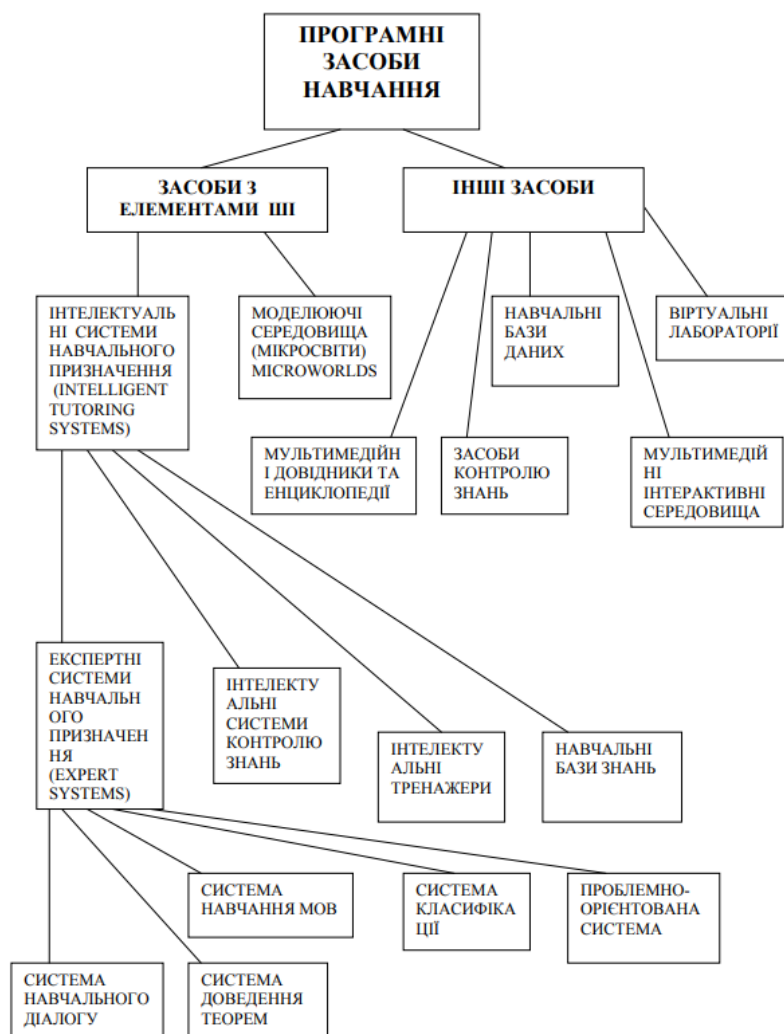 ПРОГРАМНІ
ЗАСОБИ
НАВЧАННЯ
ЗАСОБИ З
ЕЛЕМЕНТАМИ ШІ
ІНШІ ЗАСОБИ
ІНТЕЛЕКТУАЛЬ
НІ СИСТЕМИ
НАВЧАЛЬНОГО
ПРИЗНАЧЕННЯ
(INTELLIGENT
TUTORING
SYSTEMS)
МОДЕЛЮЮЧІ
СЕРЕДОВИЩА
(МІКРОСВІТИ)
MICROWORLDS
НАВЧАЛЬНІ
БАЗИ
ДАНИХ
ВІРТУАЛЬНІ
ЛАБОРАТОРІЇ
МУЛЬТИМЕДІЙН
І ДОВІДНИКИ ТА
ЕНЦИКЛОПЕДІЇ
ЗАСОБИ
КОНТРОЛЮ
ЗНАНЬ
МУЛЬТИМЕДІЙ
НІ
ІНТЕРАКТИВНІ
СЕРЕДОВИЩА
ЕКСПЕРТНІ
СИСТЕМИ
НАВЧАЛЬН
ОГО
ПРИЗНАЧЕН
НЯ
(EXPERT
SYSTEMS)
ІНТЕЛЕКТУ
АЛЬНІ
СИСТЕМИ
КОНТРОЛЮ
ЗНАНЬ
ІНТЕЛЕКТУ
АЛЬНІ
ТРЕНАЖЕРИ
НАВЧАЛЬНІ
БАЗИ ЗНАНЬ
СИСТЕМА
НАВЧАННЯ МОВ
СИСТЕМА
КЛАСИФІКА
ЦІЇ
ПРОБЛЕМНО-
ОРІЄНТОВАНА
СИСТЕМА
СИСТЕМА
НАВЧАЛЬНОГО
ДІАЛОГУ
СИСТЕМА
ДОВЕДЕННЯ
ТЕОРЕМ